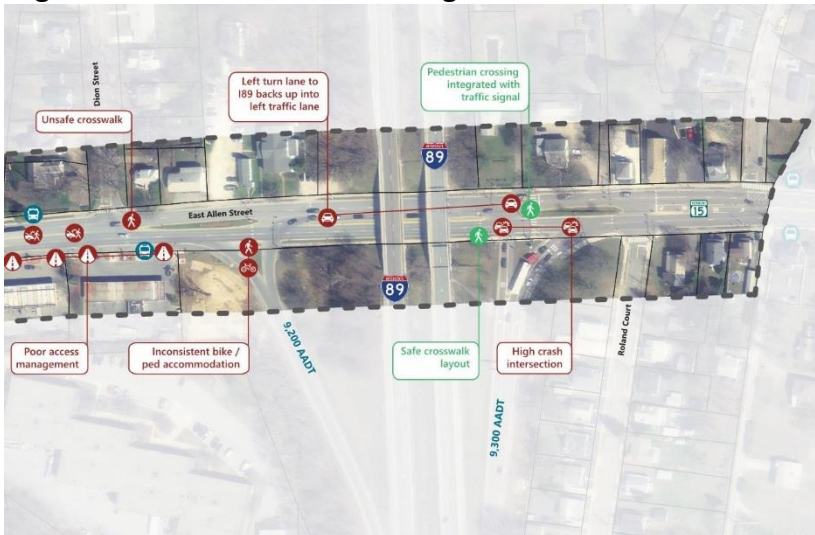 Dion Street
Unsafe crosswalk
Left turn lane to
I89 backs up into
left traffic lane
Pedestrian crossing
integrated with
traffic signal
INTERSTATE
89
East Allen Street
15
INTERSTATE
89
Poor access
management
Inconsistent bike /
ped accommodation
9,200 AADT
Safe crosswalk
layout
High crash
intersection
9,300 AADT
Roland Court